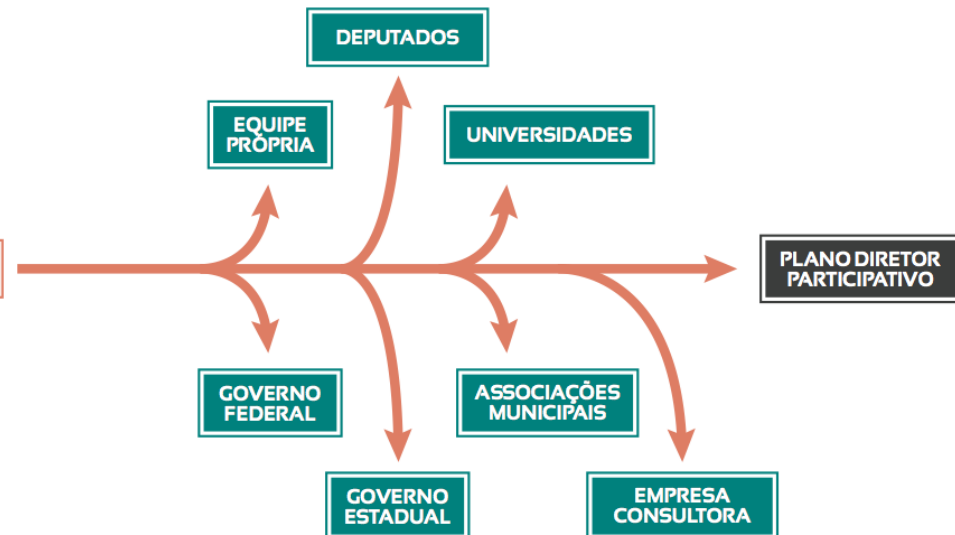 DEPUTADOS
EQUIPE
PRÓPRIA
UNIVERSIDADES
PLANO DIRETOR
PARTICIPATIVO
GOVERNO
FEDERAL
ASSOCIAÇÕES
MUNICIPAIS
GOVERNO
ESTADUAL
EMPRESA
CONSULTORA